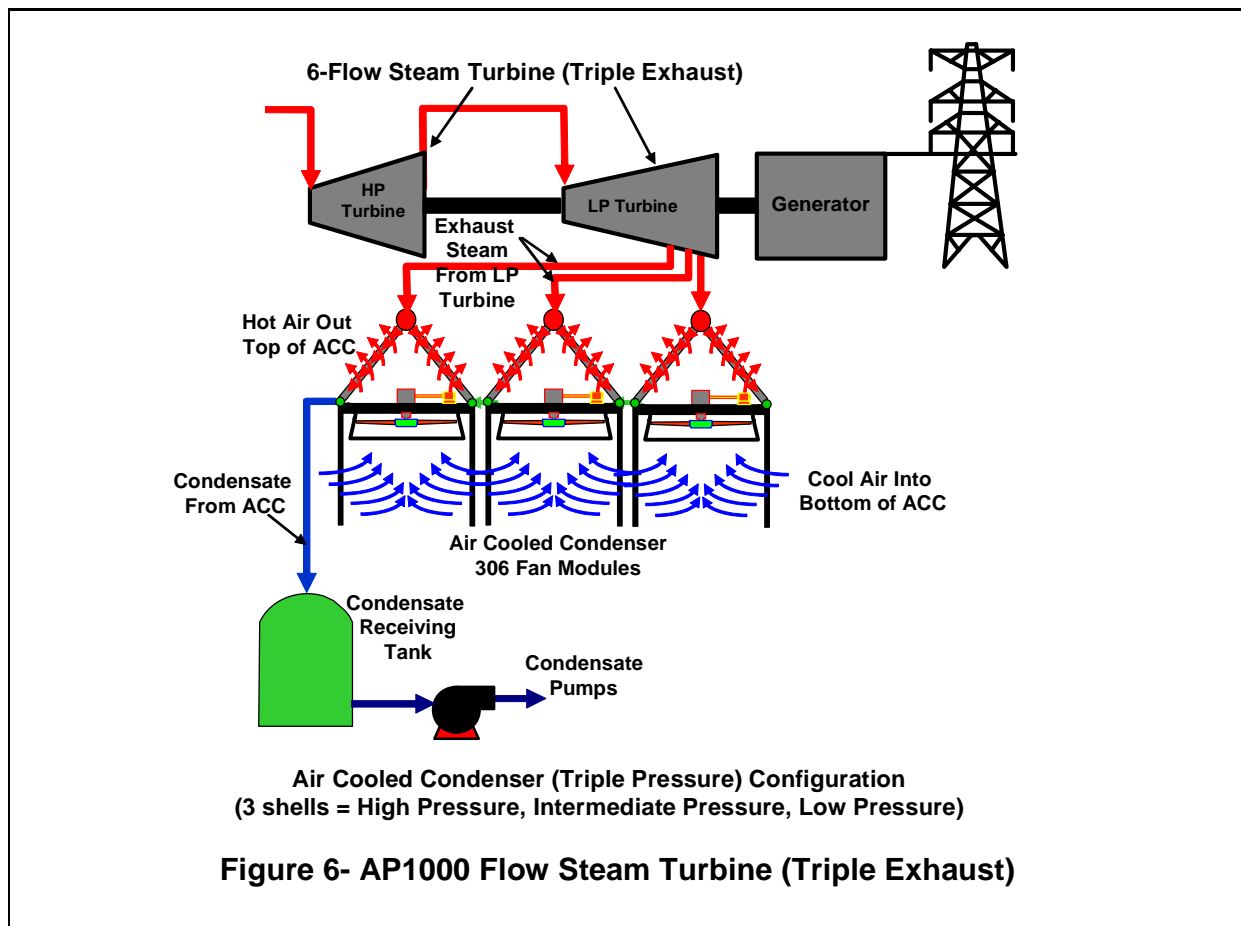 6-Flow Steam Turbine (Triple Exhaust)
HP
Turbine
LP Turbine
Generator
Exhaust
Steam
From LP
Turbine
Hot Air Out
Top of ACC
Condensate
From ACC
Cool Air Into
Bottom of ACC
Air Cooled Condenser
306 Fan Modules
Condensate
Receiving
Tank
Condensate
Pumps
Air Cooled Condenser (Triple Pressure) Configuration
(3 shells = High Pressure, Intermediate Pressure, Low Pressure)
Figure 6- AP1000 Flow Steam Turbine (Triple Exhaust)